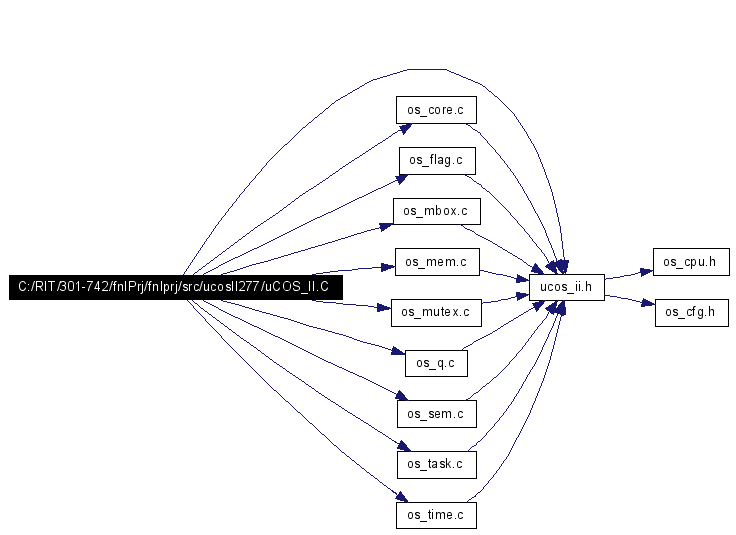 os_core.c
os_flag.c
os_mbox.c
os_mem.c
os_cpu.h
C:/RIT/301-742/fnlPrj/fnlprj/src/ucosII277/uCOS_II.C
ucos_ii.h
os_mutex.c
os_cfg.h
os_q.c
os_sem.c
os_task.c
os_time.c